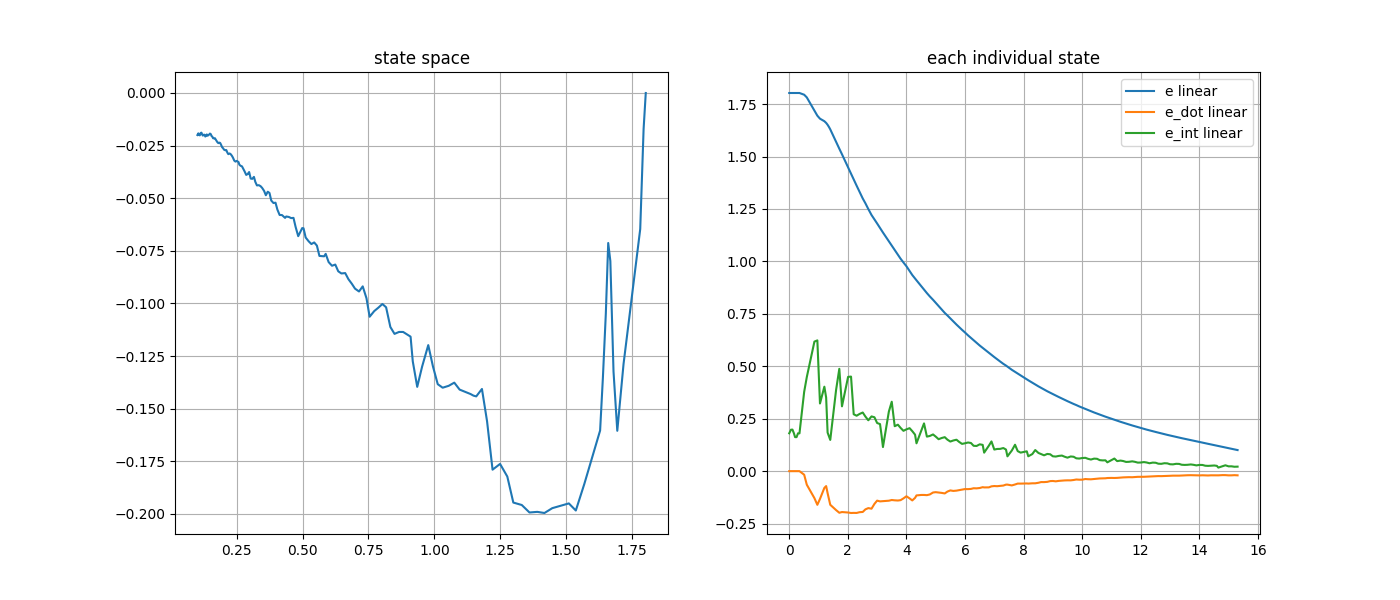 state space
0.000
−0.025
−0.050
−0.075
−0.100
−0.125
−0.150
−0.175
−0.200
0.25 0.50 0.75 1.00 1.25 1.50 1.75
each individual state
1.75
1.50
1.25
1.00
0.75
0.50
0.25
0.00
−0.25
0 2 4 6 8 10 12 14 16
e linear
e_dot linear
e_int linear